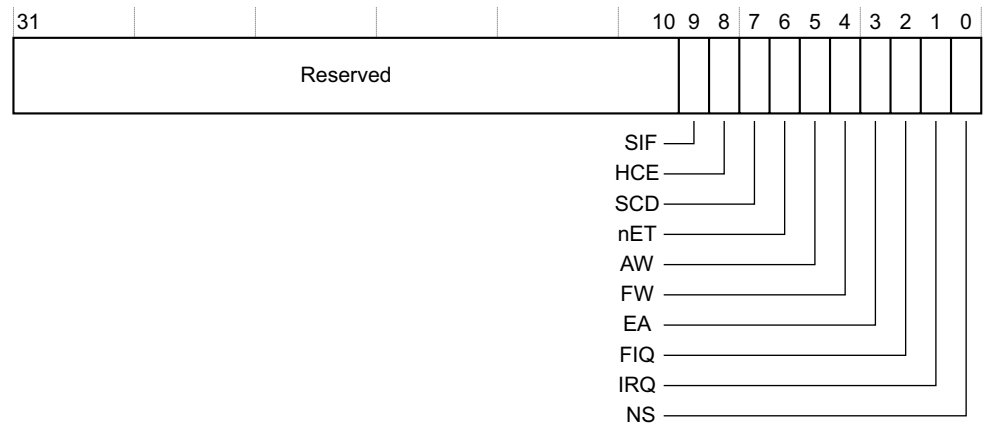 31 10 9 8 7 6 5 4 3 2 1 0
Reserved
SIF
HCE
SCD
nET
AW
FW
EA
FIQ
IRQ
NS